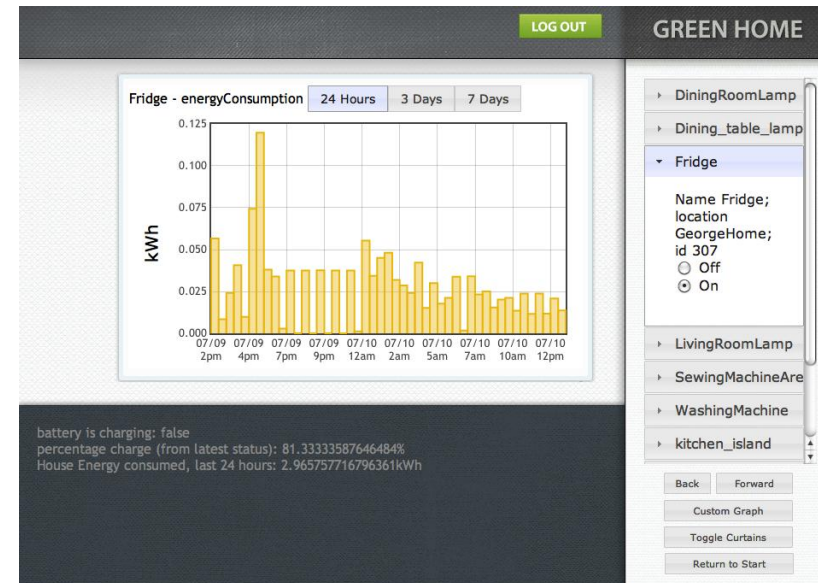 LOG OUT
GREEN HOME
Fridge - energyConsumption 24 Hours 3 Days 7 Days
0.125
0.100
0.075
0.050
0.025
0.000
kWh
07/09 07/09 07/09 07/09 07/10 07/10 07/10 07/10 07/10 07/10
2pm 4pm 7pm 9pm 12am 2am 5am 7am 10am 12pm
DiningRoomLamp
Dining_table_lamp
Fridge
Name Fridge;
location
GeorgeHome;
id 307
Off
On
LivingRoomLamp
SewingMachineAre
WashingMachine
kitchen_island
Back Forward
Custom Graph
Toggle Curtains
Return to Start
battery is charging: false
percentage charge (from latest status): 81.33333587646484%
House Energy consumed, last 24 hours: 2.965757716796361kWh